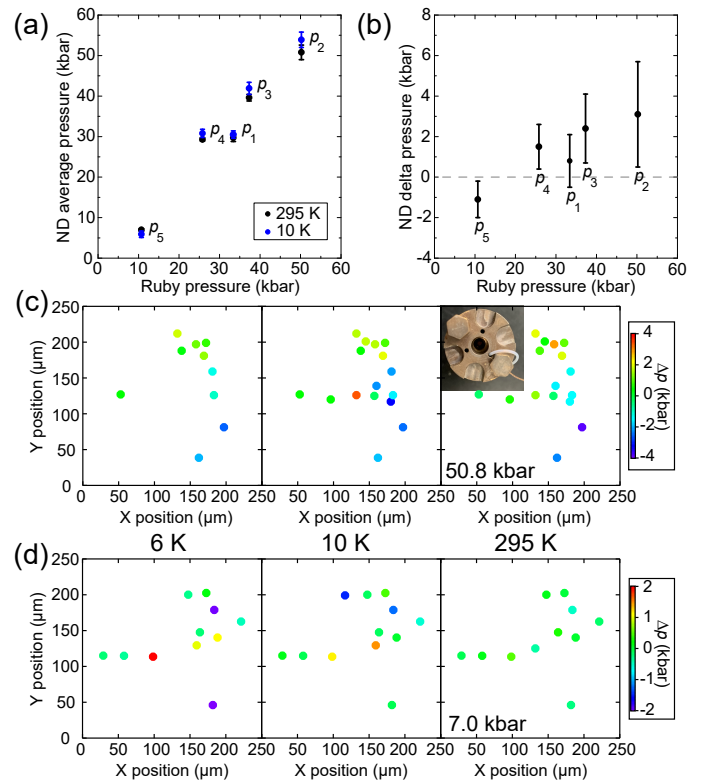 (a)
ND average pressure (kbar)
60
50
40
30
20
10
0
p2
p3
p4
p1
p5
295 K
10 K
0 10 20 30 40 50 60
Ruby pressure (kbar)
(b)
ND delta pressure (kbar)
8
6
4
2
0
-2
-4
p4
p1
p3
p2
p5
0 10 20 30 40 50 60
Ruby pressure (kbar)
(c)
Y position (µm)
250
200
150
100
50
0
50.8 kbar
4
2
0
-2
-4
Δp (kbar)
50 100 150 200 250 50 100 150 200 250 50 100 150 200 250
X position (µm) X position (µm) X position (µm)
(d)
6 K 10 K 295 K
Y position (µm)
200
150
100
50
0
7.0 kbar
2
1
0
-1
-2
Δp (kbar)
0 50 100 150 200 250 50 100 150 200 250 50 100 150 200 250
X position (µm) X position (µm) X position (µm)